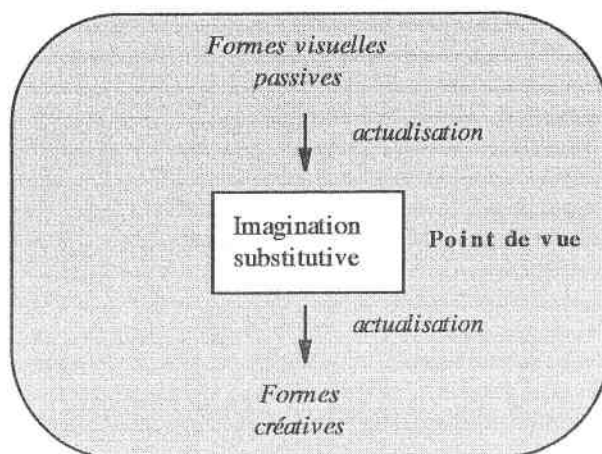 Formes visuelles
passives
actualisation
Imagination
substitutive
Point de vue
actualisation
Formes
créatives